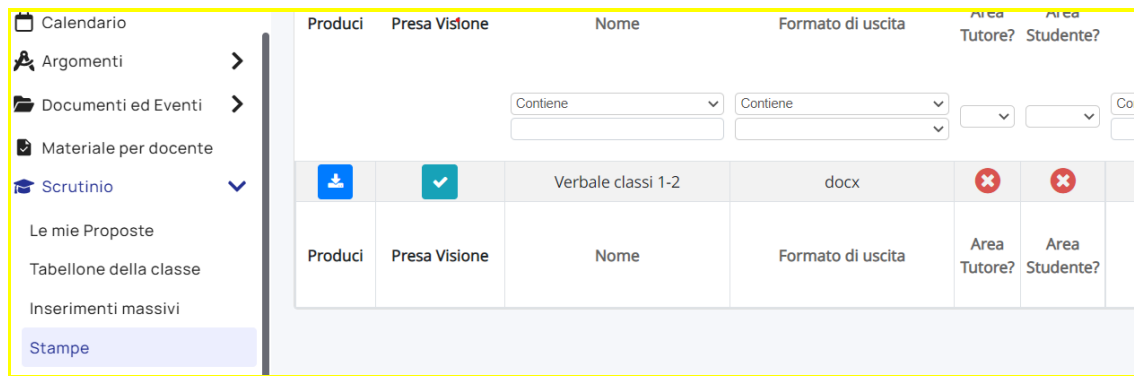 Calendario
Argomenti
Documenti ed Eventi
Materiale per docente
Scrutinio
Le mie Proposte
Tabellone della classe
Inserimenti massivi
Stampe
Produci Presa Visione Nome Formato di uscita Area Tutore? Area Studente?
Contiene Contiene
Verbale classi 1-2 docx
Produci Presa Visione Nome Formato di uscita Area Tutore? Area Studente?